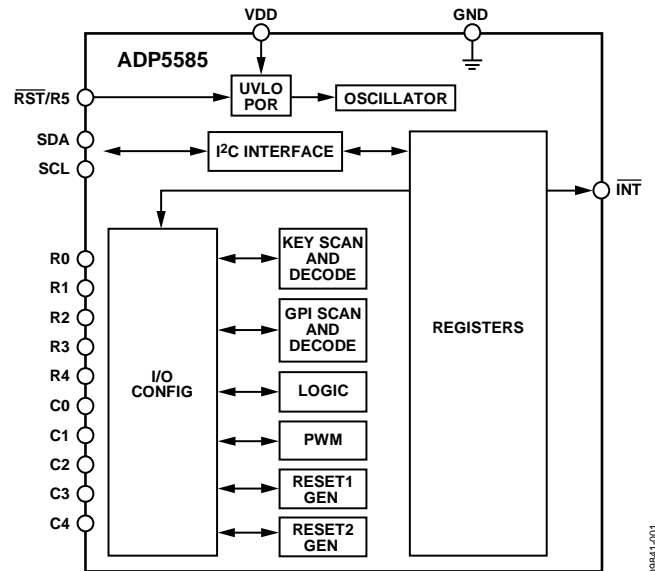 VDD
GND
ADP5585
RST/R5
UVLO
POR
OSCILLATOR
SDA
I²C INTERFACE
SCL
INT
R0
KEY SCAN
AND
DECODE
R1
R2
GPI SCAN
AND
DECODE
REGISTERS
R3
R4
I/O
CONFIG
LOGIC
C0
C1
PWM
C2
C3
RESET1
GEN
C4
RESET2
GEN
09841-001